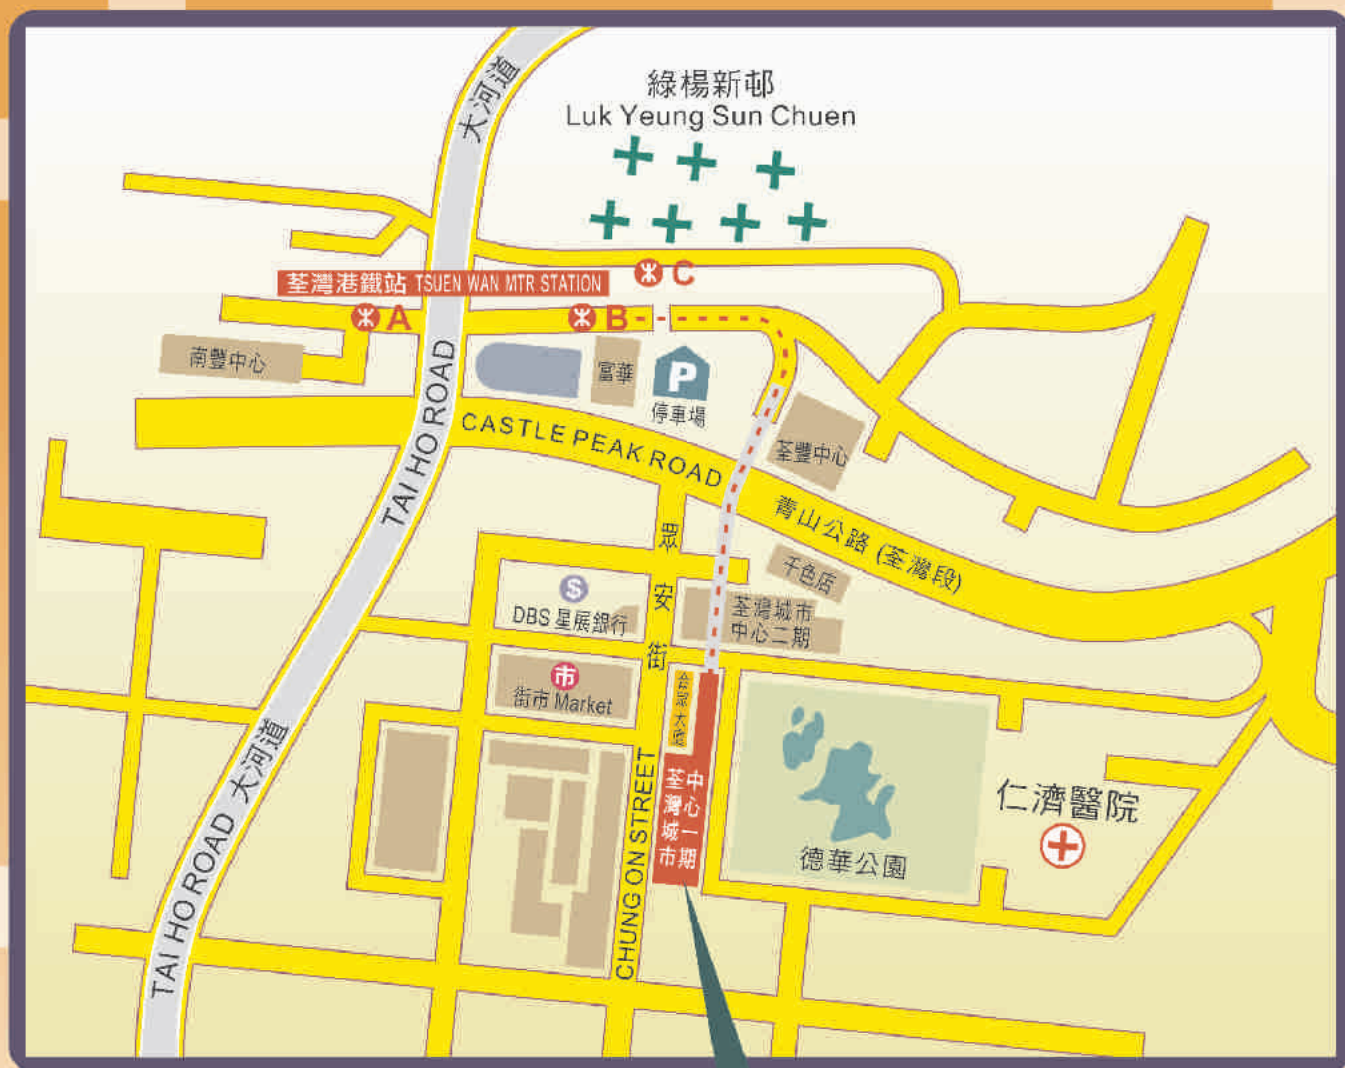 大河道
綠楊新邨
Luk Yeung Sun Chuen
C
荃灣港鐵站 TSUEN WAN MTR STATION
A
B
南豐中心
富華
P
停車場
TAI HO ROAD
CASTLE PEAK ROAD
荃豐中心
青山公路 (荃灣段)
眾安街
千色店
S
DBS 星展銀行
荃灣城市
中心二期
市
街市 Market
合眾大廈
荃灣城市
中心一期
CHUNG ON STREET
TAI HO ROAD 大河道
德華公園
仁濟醫院